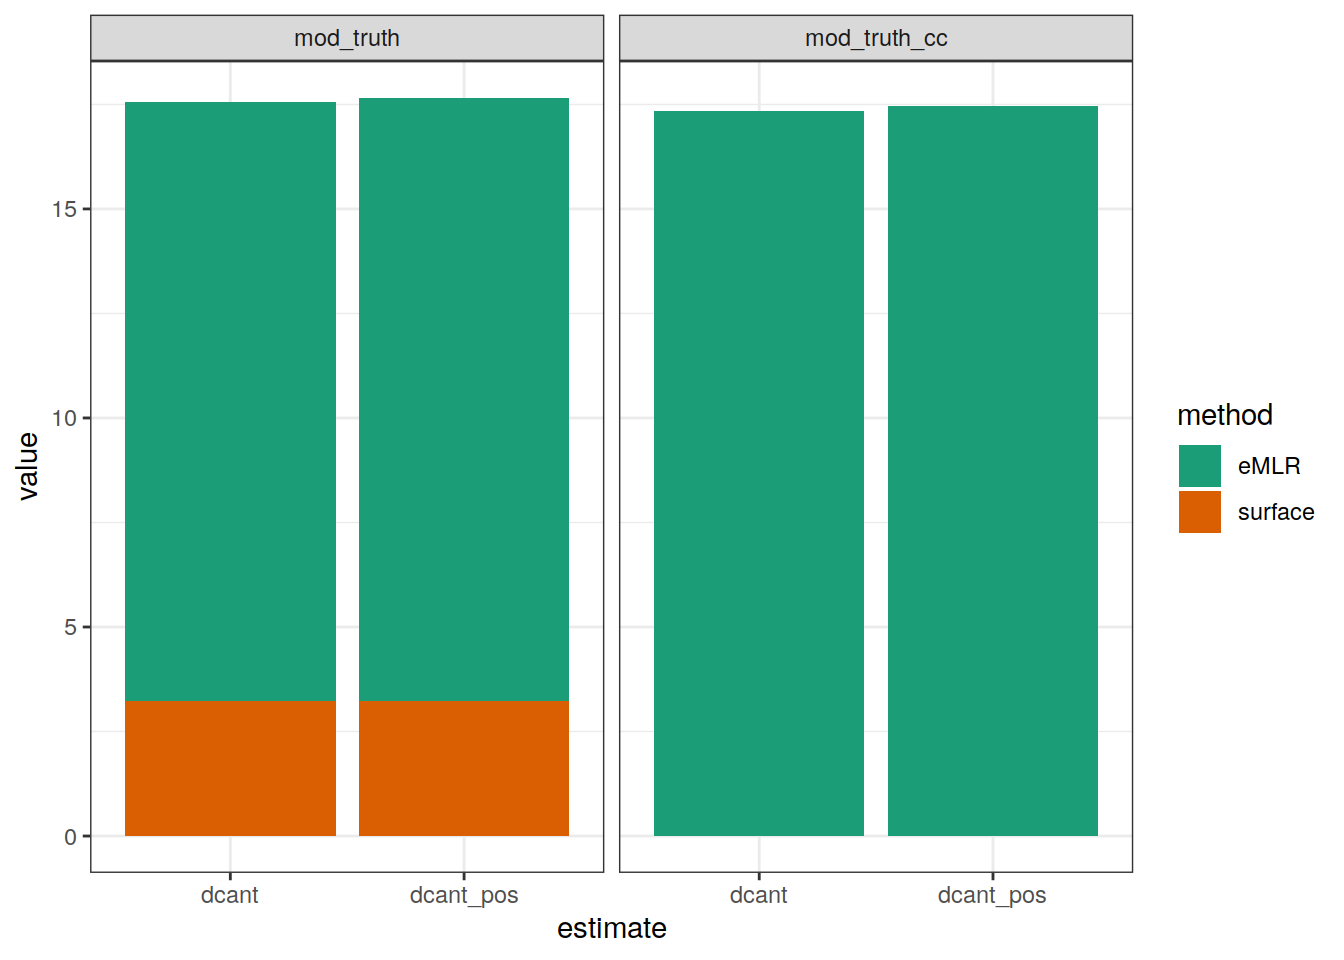 mod_truth
mod_truth_cc
value
15
10
5
0
dcant
dcant_pos
dcant
dcant_pos
estimate
method
eMLR
surface